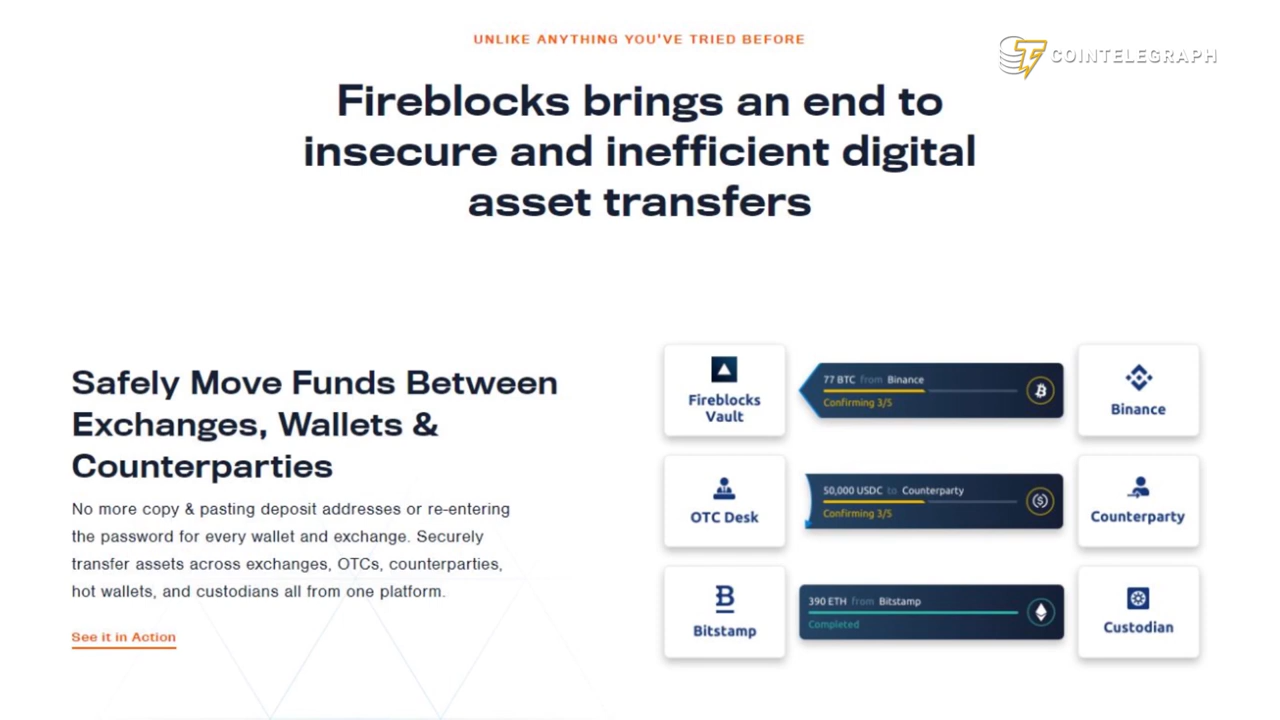 UNLIKE ANYTHING YOU'VE TRIED BEFORE
COINTELEGRAPH
Fireblocks brings an end to
insecure and inefficient digital
asset transfers
Safely Move Funds Between
Exchanges, Wallets &
Counterparties
No more copy & pasting deposit addresses or re-entering
the password for every wallet and exchange. Securely
transfer assets across exchanges, OTCs, counterparties,
hot wallets, and custodians all from one platform.
See it in Action
Fireblocks
Vault
77 BTC from Binance
Confirming 3/5
Binance
OTC Desk
50,000 USDC to Counterparty
Confirming 3/5
Counterparty
Bitstamp
390 ETH from Bitstamp
Completed
Custodian